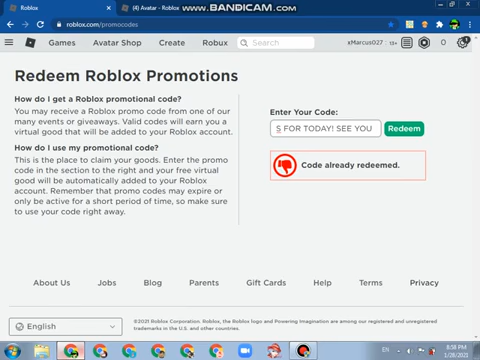 Roblox
(4) Avatar - Roblox
WWW.BANDICAM.COM
roblox.com/promocodes
Games
Avatar Shop
Create
Robux
Search
xMarcus027
13+
0
1
Redeem Roblox Promotions
How do I get a Roblox promotional code?
You may receive a Roblox promo code from one of our
many events or giveaways. Valid codes will earn you a
virtual good that will be added to your Roblox account.
How do I use my promotional code?
This is the place to claim your goods. Enter the promo
code in the section to the right and your free virtual
good will be automatically added to your Roblox
account. Remember that promo codes may expire or
only be active for a short period of time, so make sure
to use your code right away.
Enter Your Code:
S FOR TODAY! SEE YOU
Redeem
Code already redeemed.
About Us
Jobs
Blog
Parents
Gift Cards
Help
Terms
Privacy
English
©2021 Roblox Corporation. Roblox, the Roblox logo and Powering Imagination are among our registered and unregistered
trademarks in the U.S. and other countries.
EN
8:58 PM
1/28/2021